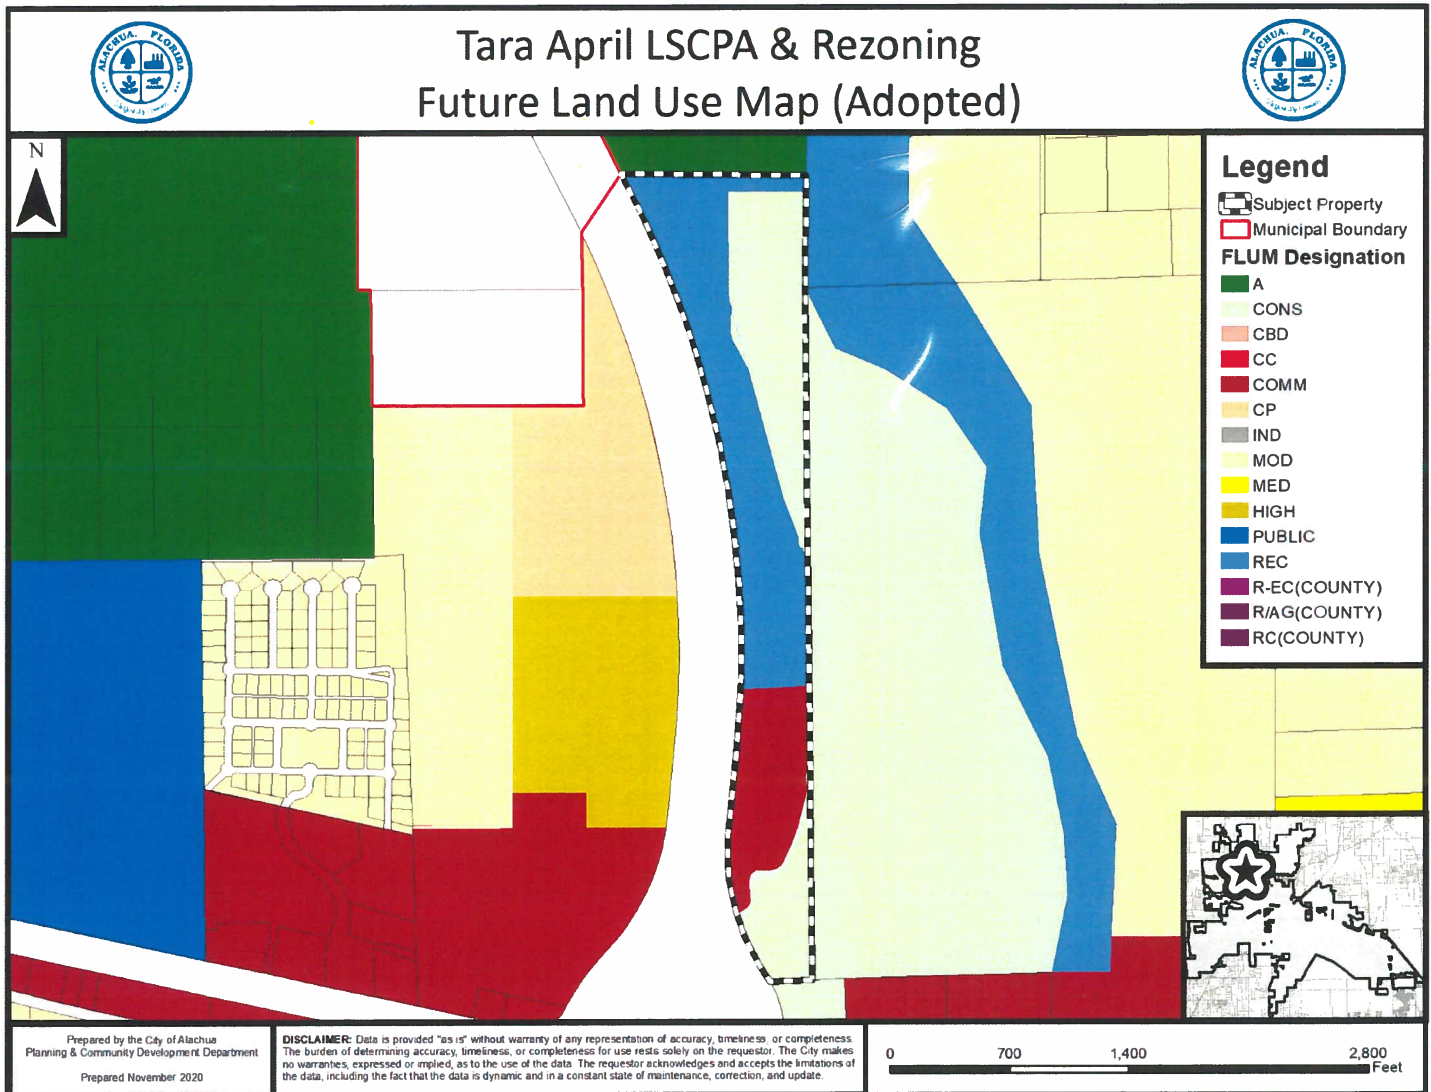 Tara April LSCPA & Rezoning
Future Land Use Map (Adopted)
ALACHUA, FLORIDA
ALACHUA, FLORIDA
N
Legend
Subject Property
Municipal Boundary
FLUM Designation
A
CONS
CBD
CC
COMM
CP
IND
MOD
MED
HIGH
PUBLIC
REC
R-EC(COUNTY)
R/AG(COUNTY)
RC(COUNTY)
Prepared by the City of Alachua
Planning & Community Development Department
Prepared November 2020
DISCLAIMER: Data is provided "as is" without warranty of any representation of accuracy, timeliness, or completeness.
The burden of determining accuracy, timeliness, or completeness for use rests solely on the requestor. The City makes
no warranties, expressed or implied, as to the use of the data. The requestor acknowledges and accepts the limitations of
the data, including the fact that the data is dynamic and in a constant state of maintenance, correction, and update.
0 700 1,400 2,800
Feet